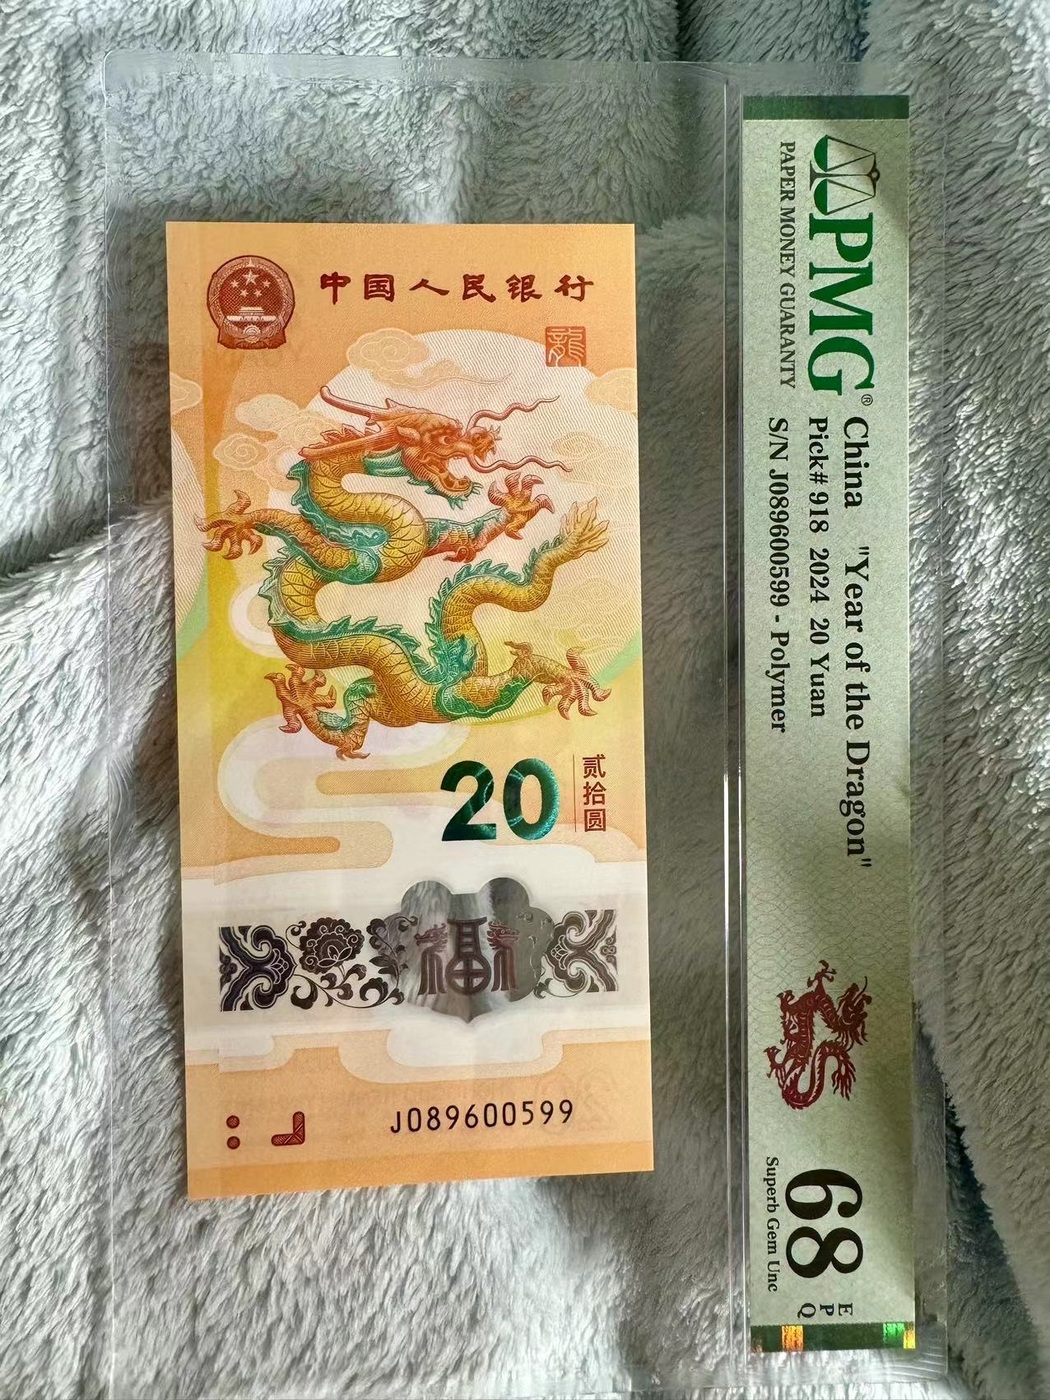 中国人民银行
龍
20
贰拾圆
福
J089600599
PMG®
PAPER MONEY GUARANTY
China "Year of the Dragon"
Pick# 918 2024 20 Yuan
S/N J089600599 - Polymer
68
EPQ
Superb Gem Unc